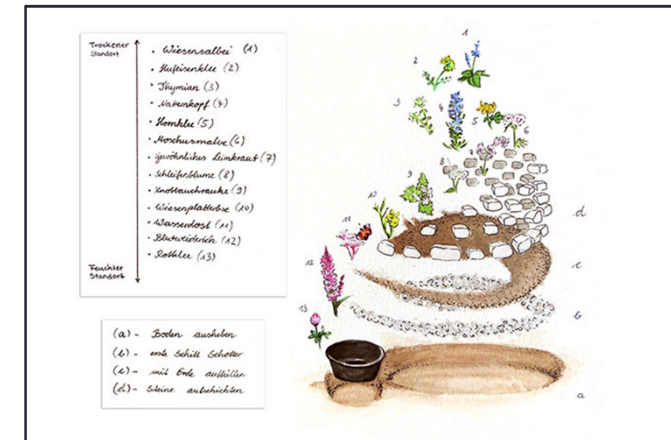 Trockener
Standort
• Wiesensalbei (1)
• Hufeisenklee (2)
• Thymian (3)
• Natternkopf (4)
• Hornklee (5)
• Moschusmalve (6)
• Gewöhnliches Leimkraut (7)
• Schleifenblume (8)
• Knoblauchrauke (9)
• Wiesenplatterbse (10)
• Wasserdost (11)
• Blutweiderich (12)
• Rotklee (13)
Feuchter
Standort
(a) - Boden ausheben
(b) - erste Schicht Schotter
(c) - mit Erde auffüllen
(d) - Steine aufschichten
1
2
3
4
5
6
7
8
9
10
11
12
13
d
c
b
a